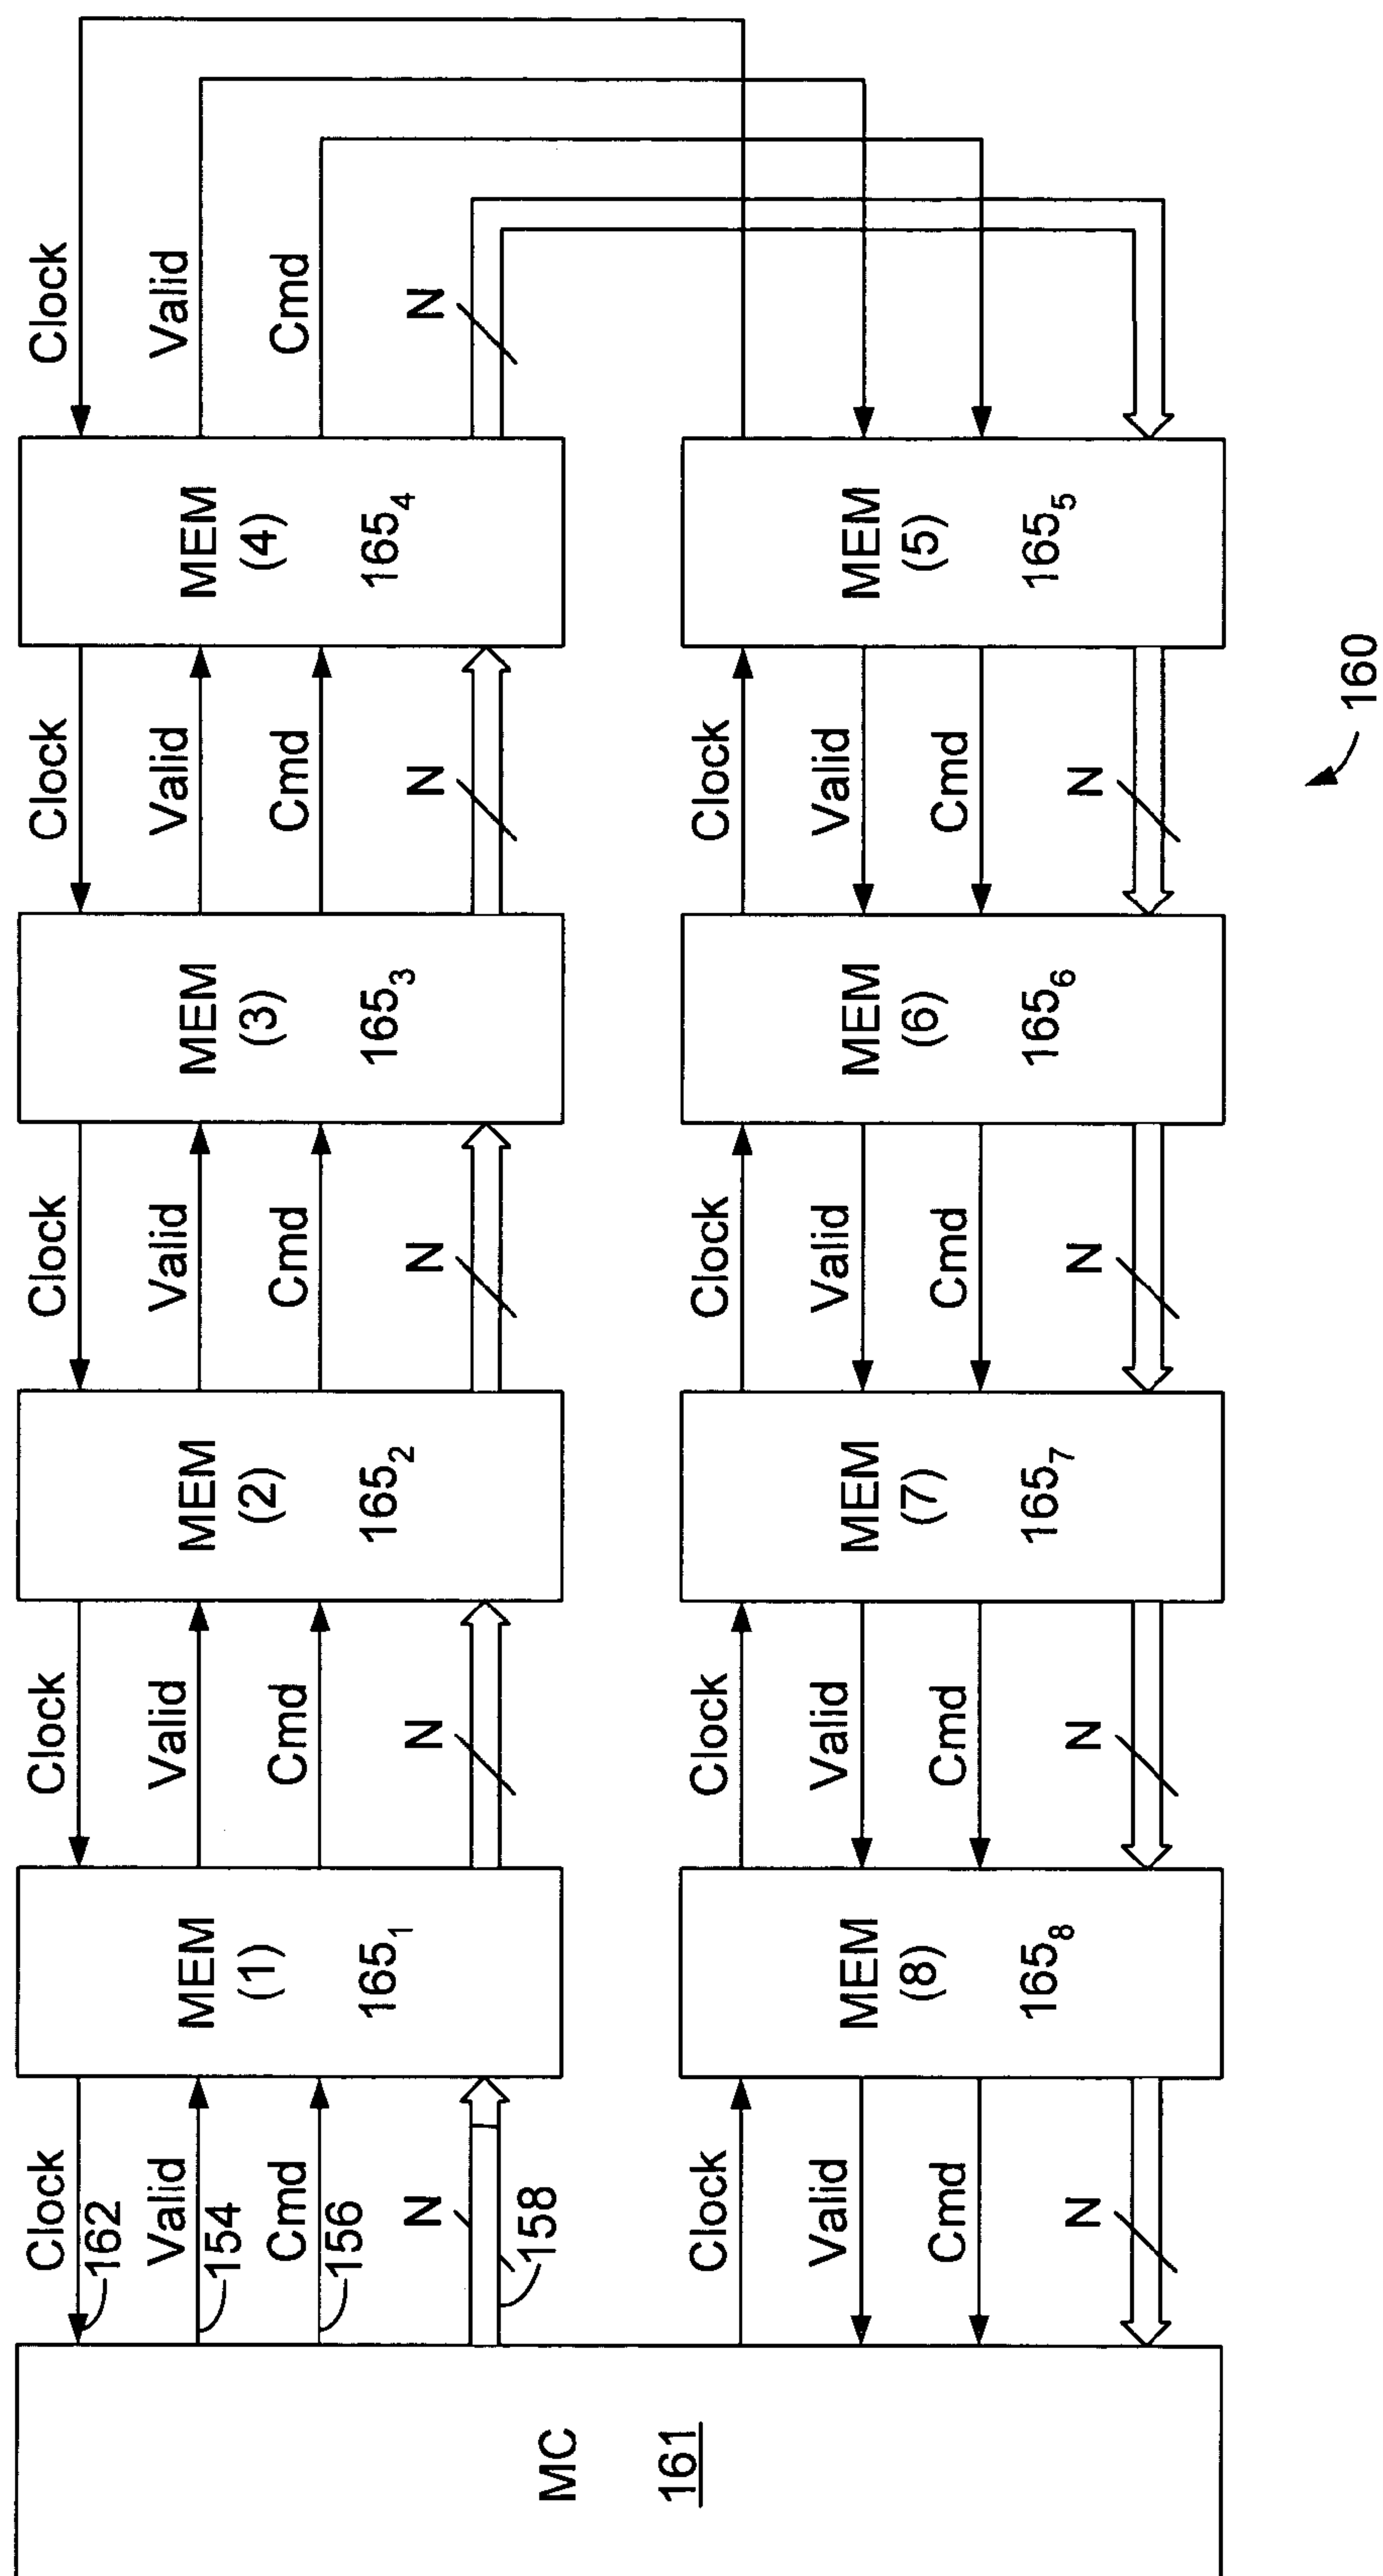 Clock
Clock
Clock
Clock
Clock
162
Valid
Valid
Valid
Valid
Valid
154
MEM
(1)
165₁
MEM
(2)
165₂
MEM
(3)
165₃
MEM
(4)
165₄
Cmd
Cmd
Cmd
Cmd
Cmd
156
N
N
N
N
N
158
MC
161
Clock
Clock
Clock
Clock
Valid
Valid
Valid
Valid
MEM
(8)
165₈
MEM
(7)
165₇
MEM
(6)
165₆
MEM
(5)
165₅
Cmd
Cmd
Cmd
Cmd
N
N
N
N
160